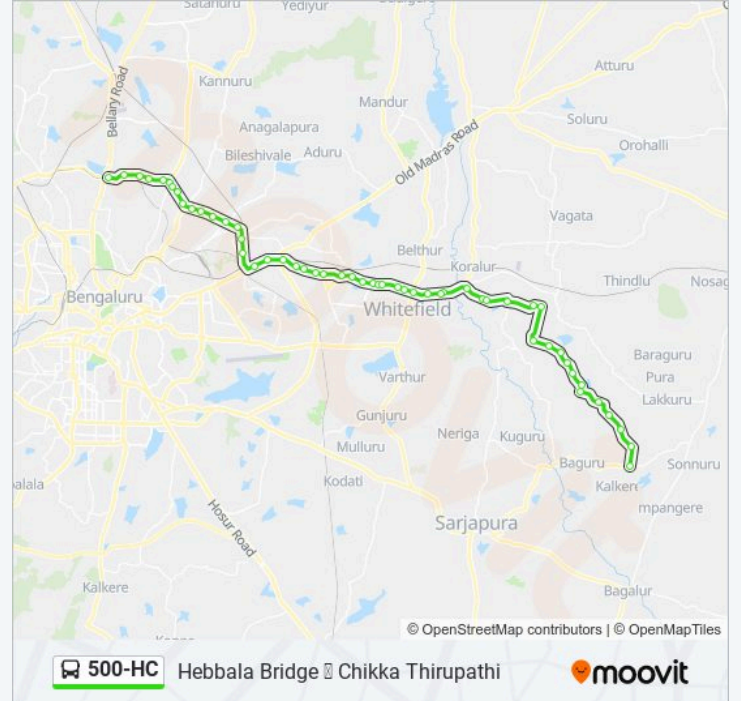 Satanuru
Yediyur
Bellary Road
Kannuru
Atturu
Mandur
Soluru
Anagalapura
Orohalli
Bileshivale
Aduru
Old Madras Road
Vagata
Belthur
Koralur
Thindlu
Nosag
Bengaluru
Whitefield
Baraguru
Varthur
Pura
Lakkuru
Gunjuru
Neriga
Kuguru
Mulluru
Baguru
Sonnuru
Kodati
Kalkere
palala
mpangere
Hosur Road
Sarjapura
Kalkere
Bagalur
© OpenStreetMap contributors | © OpenMapTiles
500-HC Hebbala Bridge Chikka Thirupathi
moovit